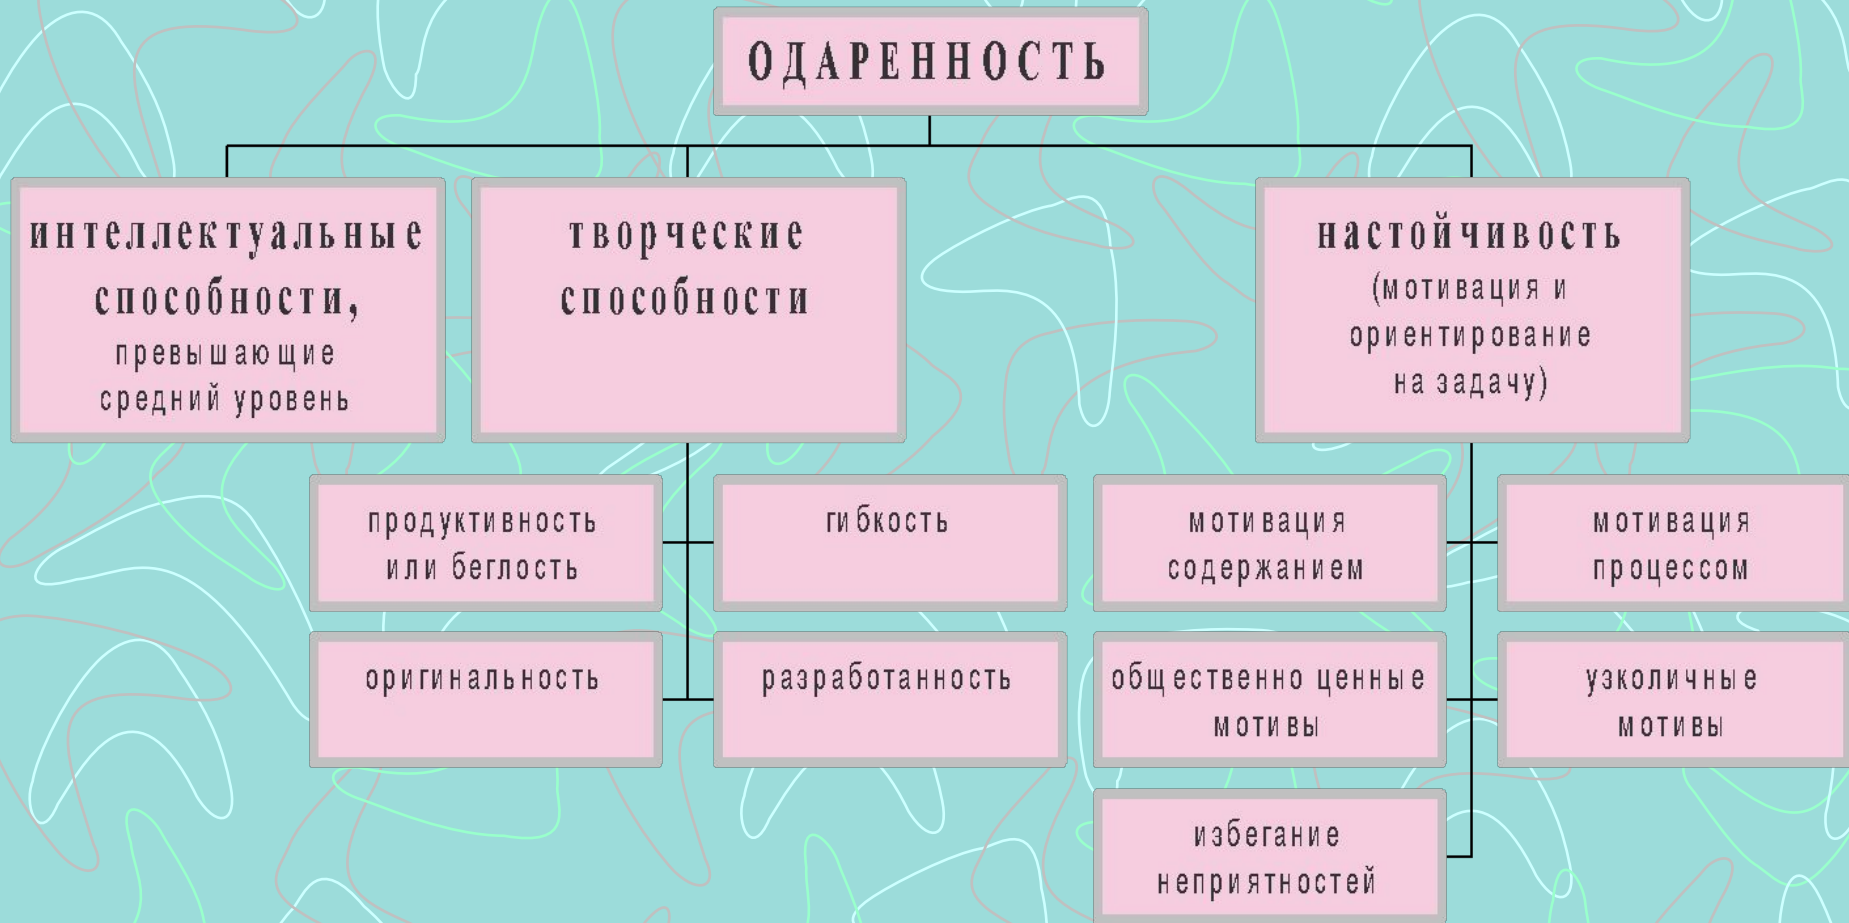 ОДАРЕННОСТЬ
интеллектуальные
способности,
превышающие
средний уровень
творческие
способности
настойчивость
(мотивация и
ориентирование
на задачу)
продуктивность
или беглость
гибкость
мотивация
содержанием
мотивация
процессом
оригинальность
разработанность
общественно ценные
мотивы
узколичные
мотивы
избегание
неприятностей